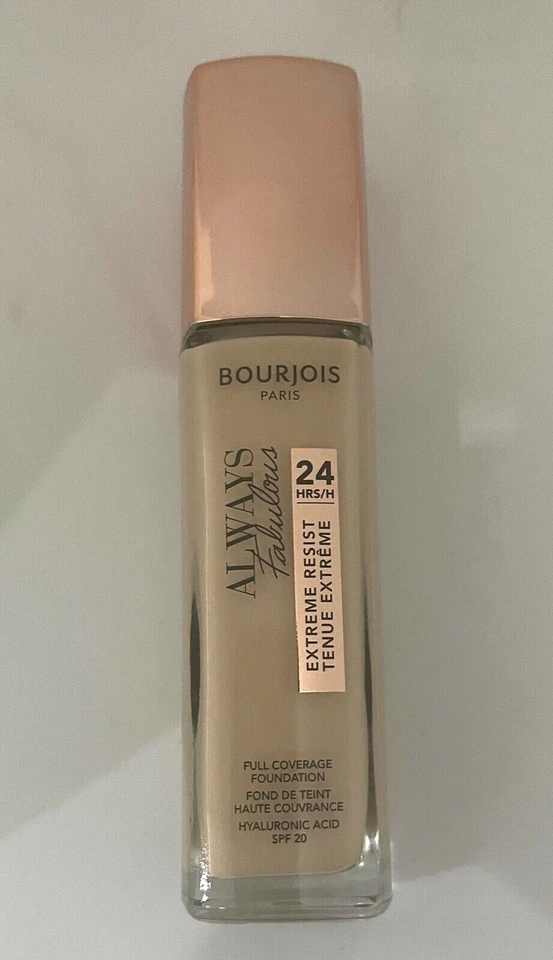 BOURJOIS
PARIS
ALWAYS
Fabulous
24
HRS/H
EXTREME RESIST
TENUE EXTRÊME
FULL COVERAGE
FOUNDATION
FOND DE TEINT
HAUTE COUVRANCE
HYALURONIC ACID
SPF 20